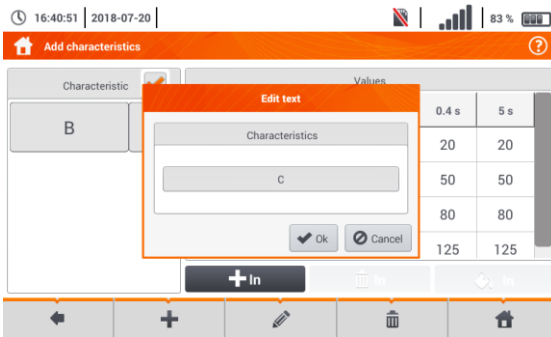 16:40:51 2018-07-20 83 %
Add characteristics
Characteristic Values
Edit text
0.4 s 5 s
B
Characteristics
20 20
C
50 50
80 80
Ok Cancel
125 125
In In In